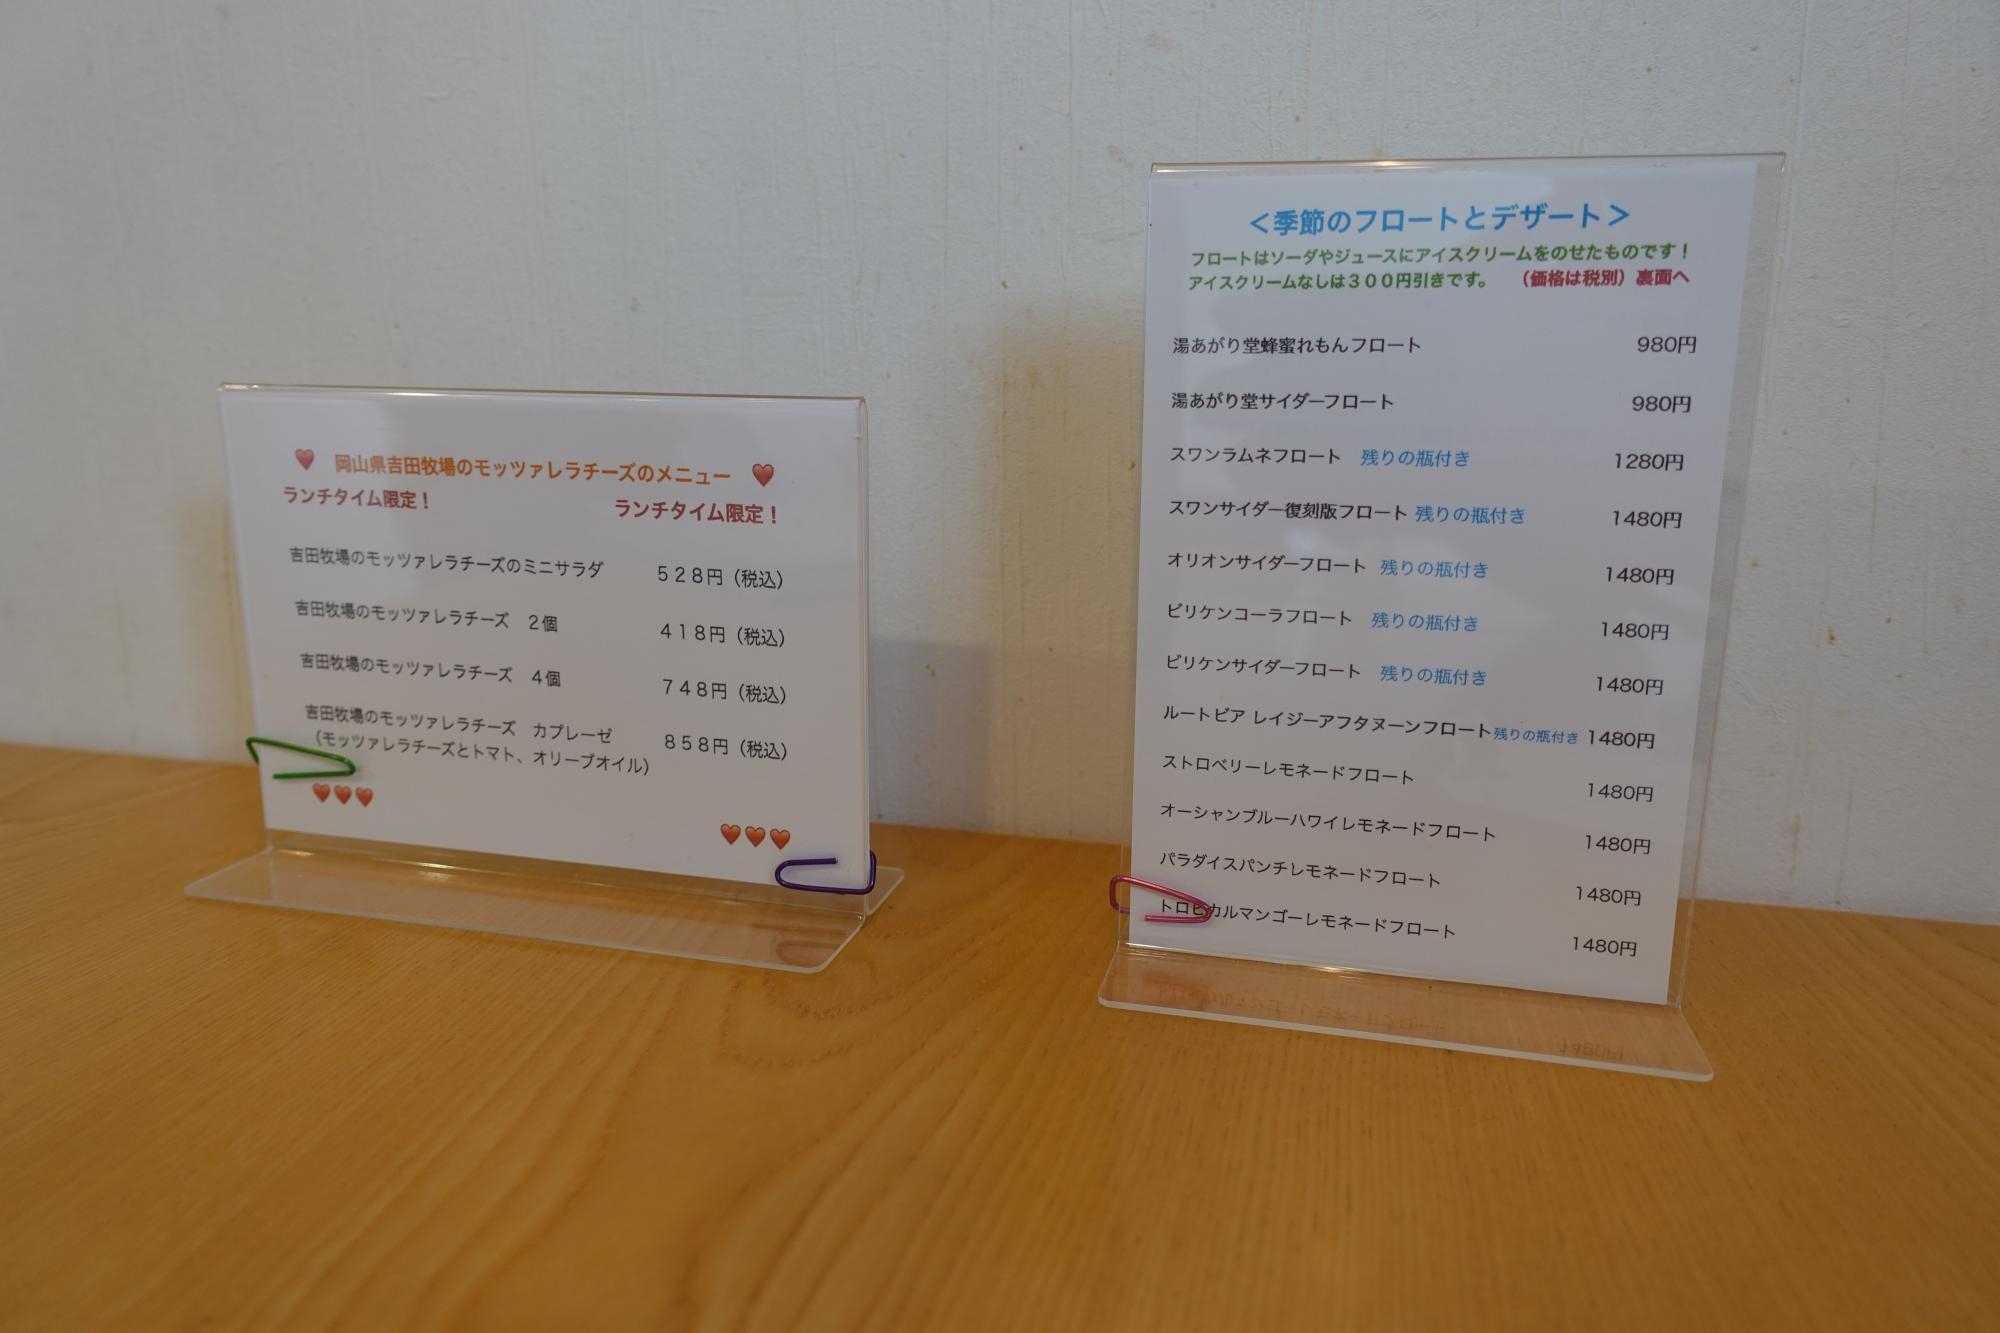 岡山県吉田牧場のモッツァレラチーズのメニュー
ランチタイム限定！　ランチタイム限定！
吉田牧場のモッツァレラチーズのミニサラダ　５２８円（税込）
吉田牧場のモッツァレラチーズ　２個　４１８円（税込）
吉田牧場のモッツァレラチーズ　４個　７４８円（税込）
吉田牧場のモッツァレラチーズ　カプレーゼ　８５８円（税込）
（モッツァレラチーズとトマト、オリーブオイル）
＜季節のフロートとデザート＞
フロートはソーダやジュースにアイスクリームをのせたものです！
アイスクリームなしは３００円引きです。　（価格は税別）裏面へ
湯あがり堂蜂蜜れもんフロート　980円
湯あがり堂サイダーフロート　980円
スワンラムネフロート　残りの瓶付き　1280円
スワンサイダー復刻版フロート 残りの瓶付き　1480円
オリオンサイダーフロート　残りの瓶付き　1480円
ビリケンコーラフロート　残りの瓶付き　1480円
ビリケンサイダーフロート　残りの瓶付き　1480円
ルートビア レイジーアフタヌーンフロート 残りの瓶付き 1480円
ストロベリーレモネードフロート　1480円
オーシャンブルーハワイレモネードフロート　1480円
パラダイスパンチレモネードフロート　1480円
トロピカルマンゴーレモネードフロート　1480円